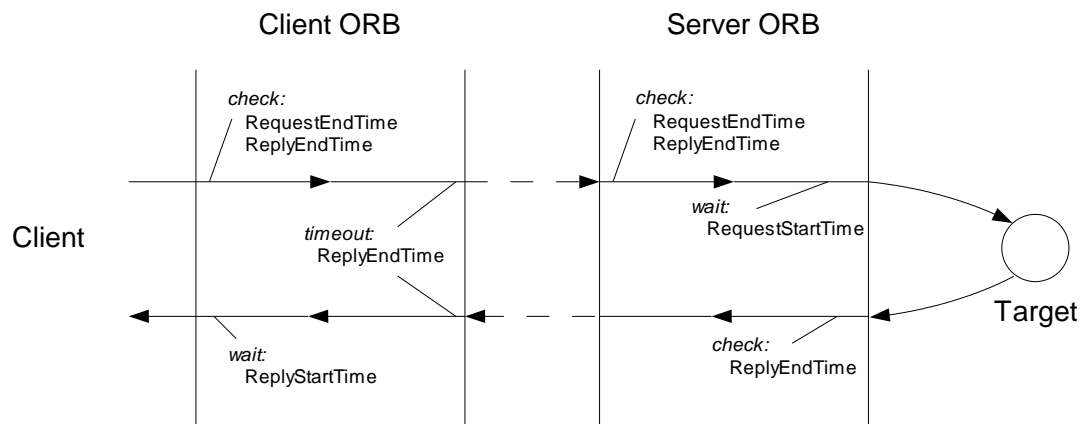 Client ORB
Server ORB
check:
RequestEndTime
ReplyEndTime
check:
RequestEndTime
ReplyEndTime
wait:
RequestStartTime
Client
timeout:
ReplyEndTime
Target
wait:
ReplyStartTime
check:
ReplyEndTime